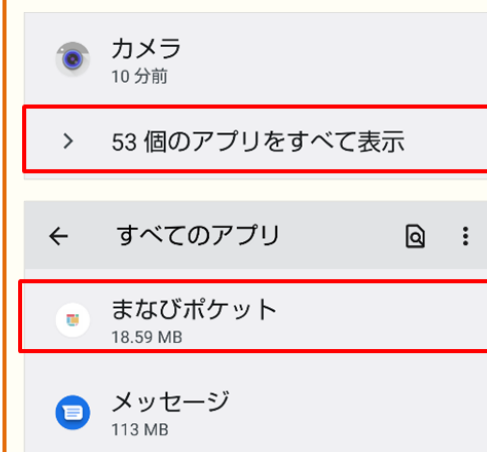 カメラ
10 分前
53 個のアプリをすべて表示
すべてのアプリ
まなびポケット
18.59 MB
メッセージ
113 MB